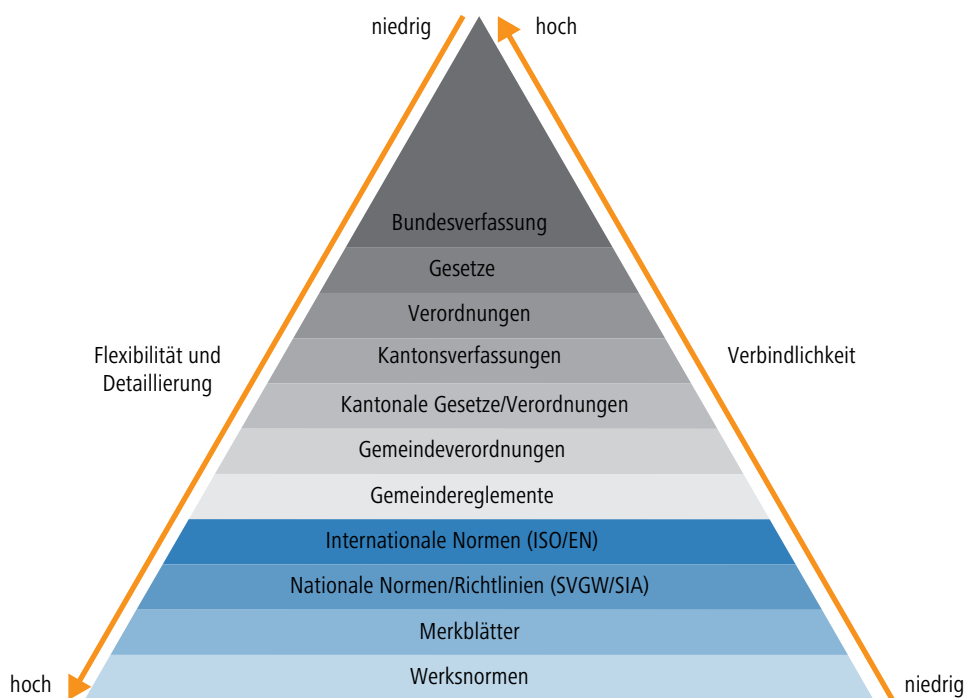 niedrig
hoch
Bundesverfassung
Gesetze
Verordnungen
Flexibilität und
Detaillierung
Kantonsverfassungen
Verbindlichkeit
Kantonale Gesetze/Verordnungen
Gemeindeverordnungen
Gemeindereglemente
Internationale Normen (ISO/EN)
Nationale Normen/Richtlinien (SVGW/SIA)
Merkblätter
Werksnormen
hoch
niedrig